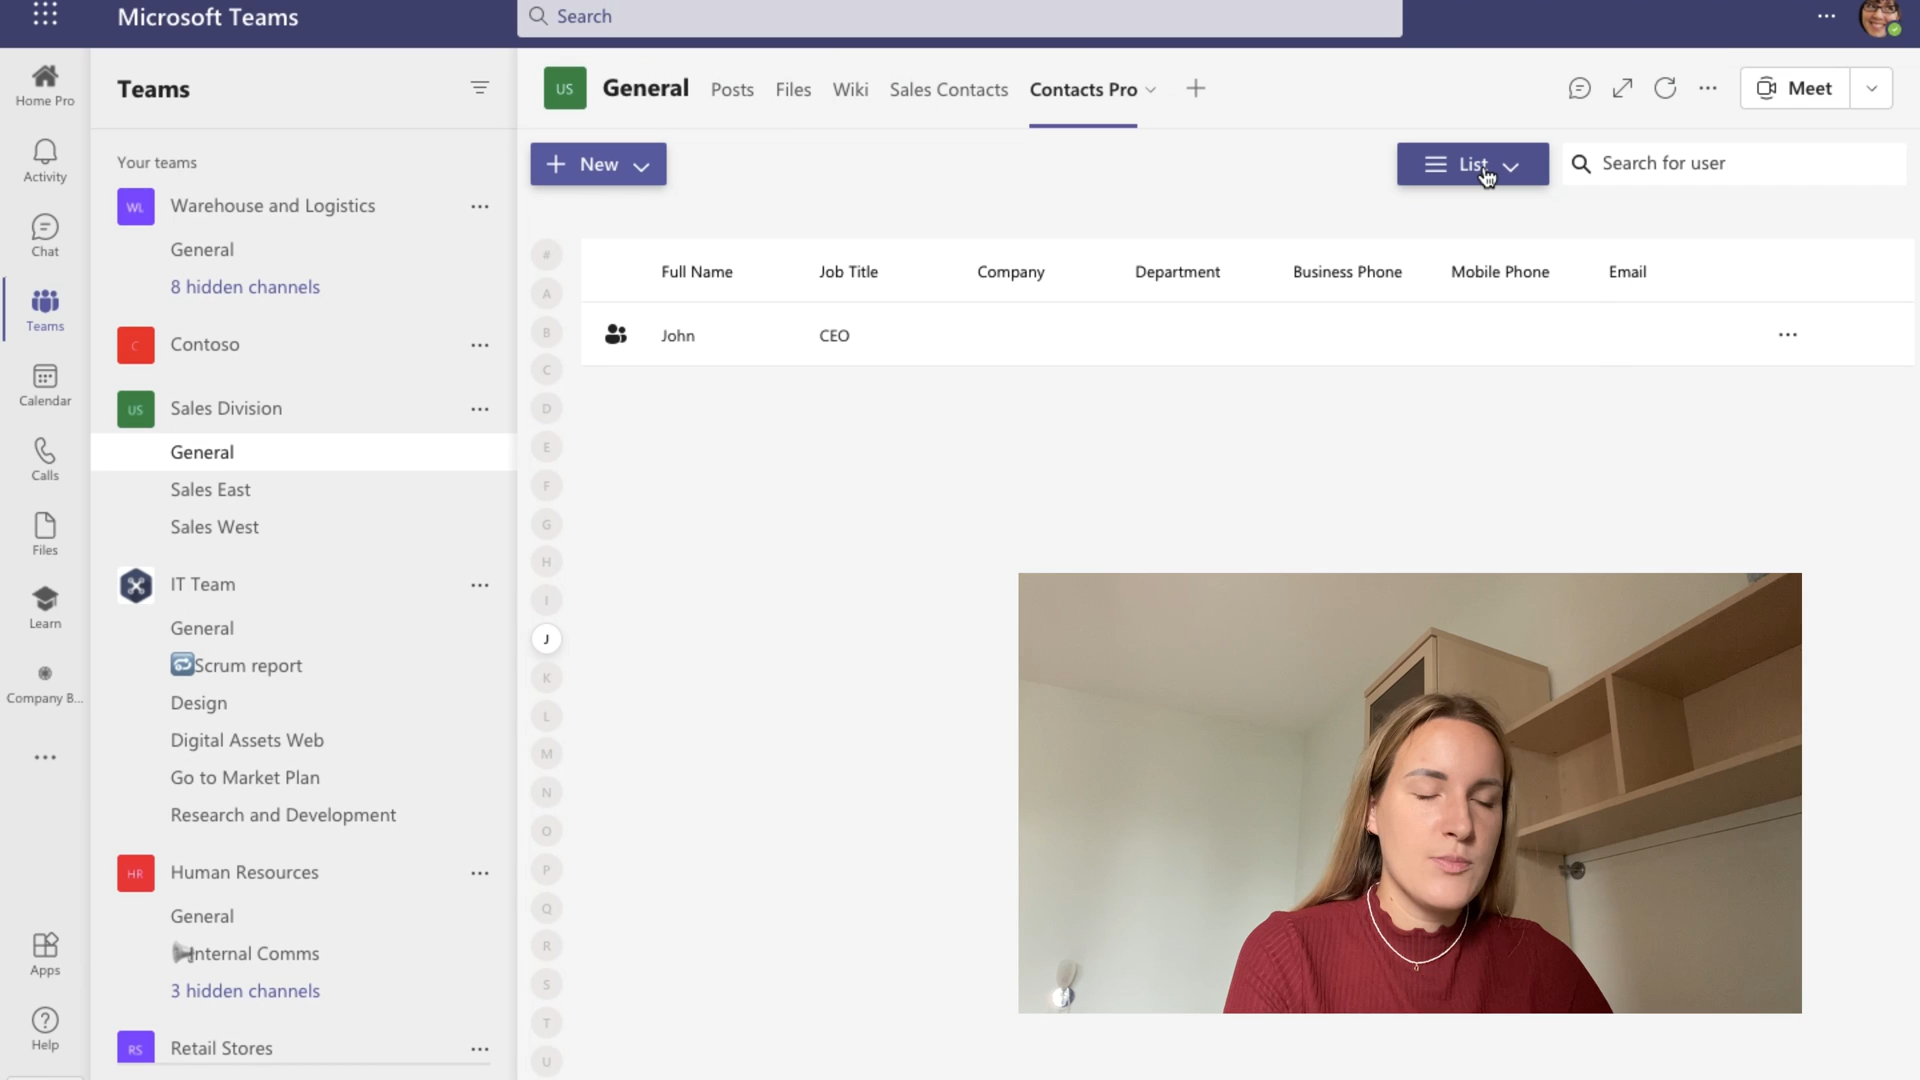 Microsoft Teams
Search
Home Pro
Activity
Chat
Teams
Calendar
Calls
Files
Learn
Company B...
Apps
Help
Teams
Your teams
WL Warehouse and Logistics
General
8 hidden channels
C Contoso
US Sales Division
General
Sales East
Sales West
IT Team
General
Scrum report
Design
Digital Assets Web
Go to Market Plan
Research and Development
HR Human Resources
General
Internal Comms
3 hidden channels
RS Retail Stores
US General Posts Files Wiki Sales Contacts Contacts Pro
Meet
New
List
Search for user
Full Name Job Title Company Department Business Phone Mobile Phone Email
John CEO
#
A
B
C
D
E
F
G
H
I
J
K
L
M
N
O
P
Q
R
S
T
U